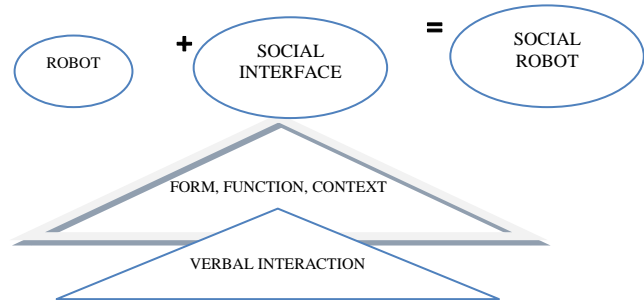 ROBOT
+
SOCIAL
INTERFACE
=
SOCIAL
ROBOT
FORM, FUNCTION, CONTEXT
VERBAL INTERACTION